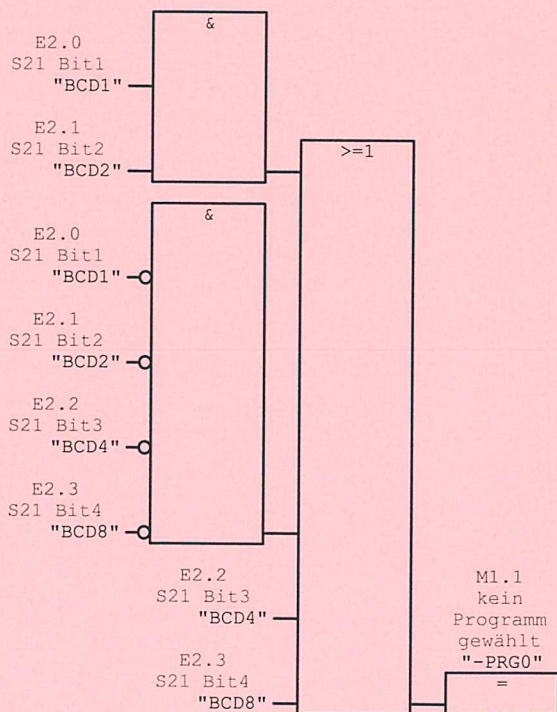 &
E2.0
S21 Bit1
"BCD1"
E2.1
S21 Bit2
"BCD2"
>=1
&
E2.0
S21 Bit1
"BCD1"
E2.1
S21 Bit2
"BCD2"
E2.2
S21 Bit3
"BCD4"
E2.3
S21 Bit4
"BCD8"
E2.2
S21 Bit3
"BCD4"
E2.3
S21 Bit4
"BCD8"
M1.1
kein
Programm
gewählt
"-PRG0"
=